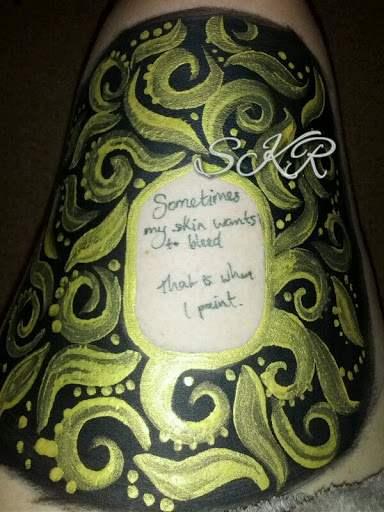 SKR
Sometimes
my skin wants
to bleed
That is when
I paint.